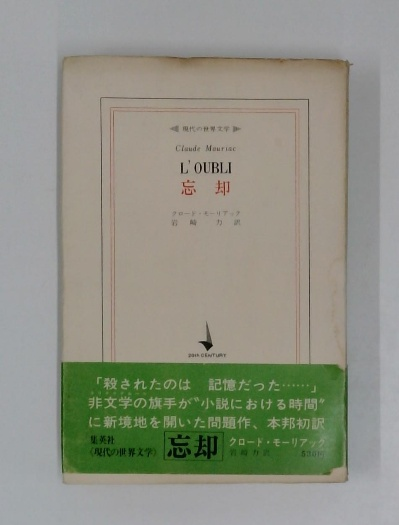 現代の世界文学
Claude Mauriac
L'OUBLI
忘却
クロード・モーリアック
岩崎 力 訳
20th CENTURY
「殺されたのは 記憶だった……」
非文学の旗手が〝小説における時間〟
に新境地を開いた問題作、本邦初訳
集英社
《現代の世界文学》
忘却
クロード・モーリアック
岩崎力訳